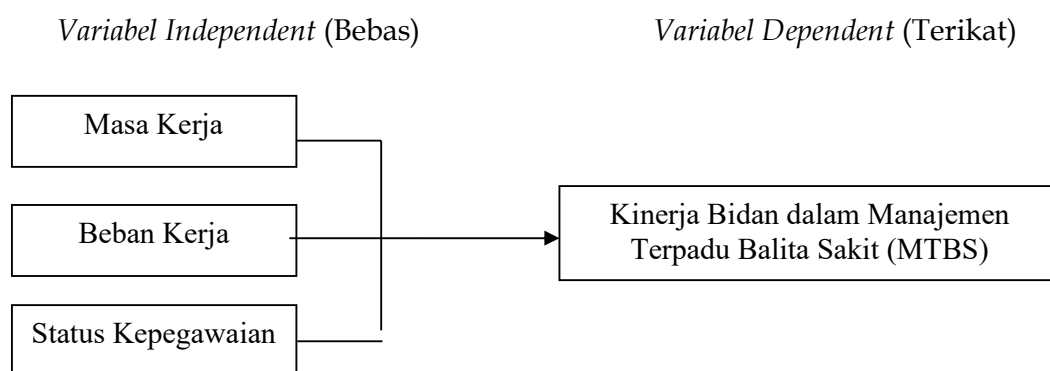 Variabel Independent (Bebas)
Variabel Dependent (Terikat)
Masa Kerja
Beban Kerja
Status Kepegawaian
Kinerja Bidan dalam Manajemen
Terpadu Balita Sakit (MTBS)